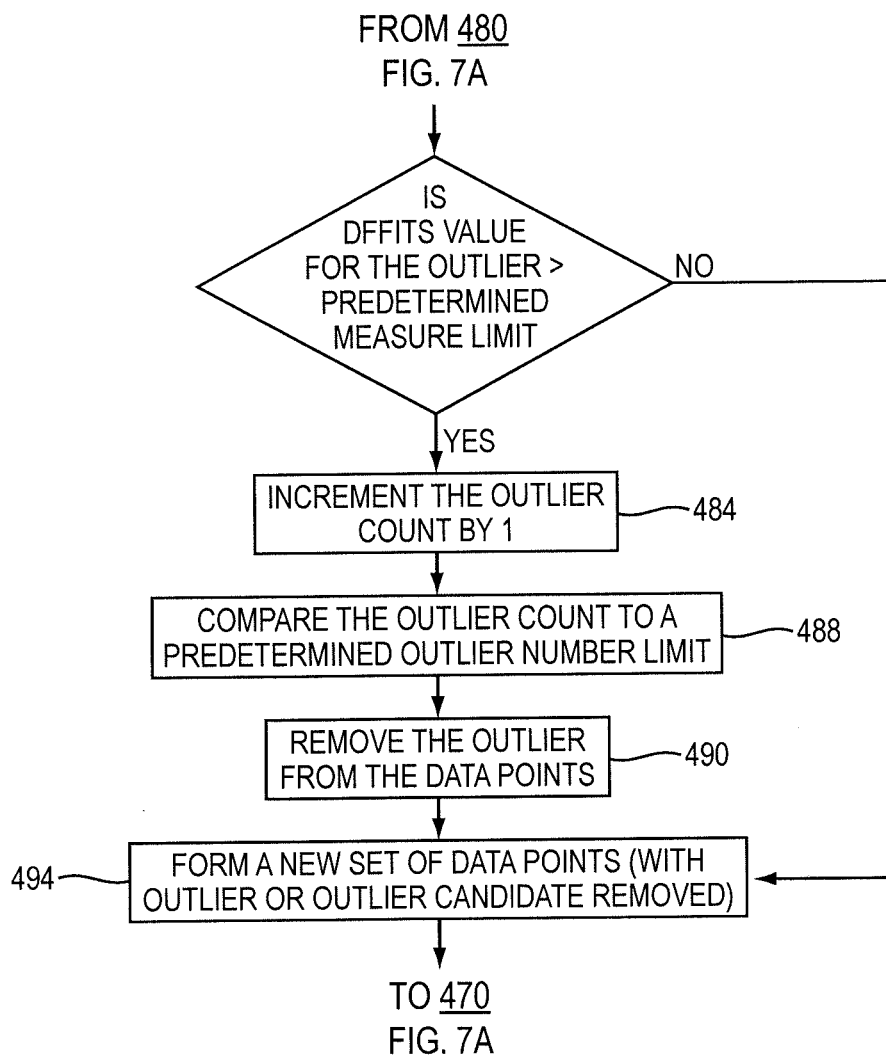 FROM 480
FIG. 7A
IS
DFFITS VALUE
FOR THE OUTLIER >
PREDETERMINED
MEASURE LIMIT
NO
YES
INCREMENT THE OUTLIER
COUNT BY 1
484
COMPARE THE OUTLIER COUNT TO A
PREDETERMINED OUTLIER NUMBER LIMIT
488
REMOVE THE OUTLIER
FROM THE DATA POINTS
490
494
FORM A NEW SET OF DATA POINTS (WITH
OUTLIER OR OUTLIER CANDIDATE REMOVED)
TO 470
FIG. 7A